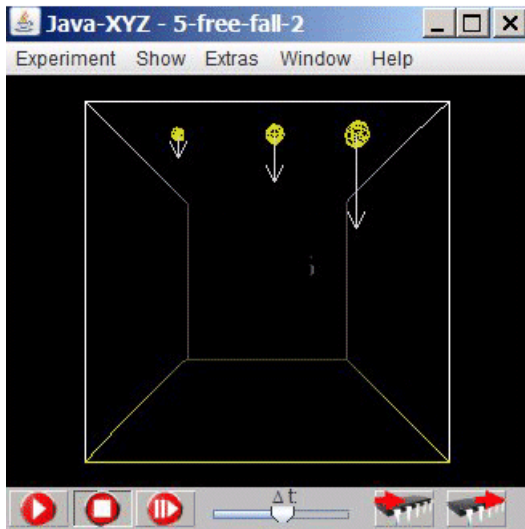 Java-XYZ - 5-free-fall-2
Experiment Show Extras Window Help
Δt: